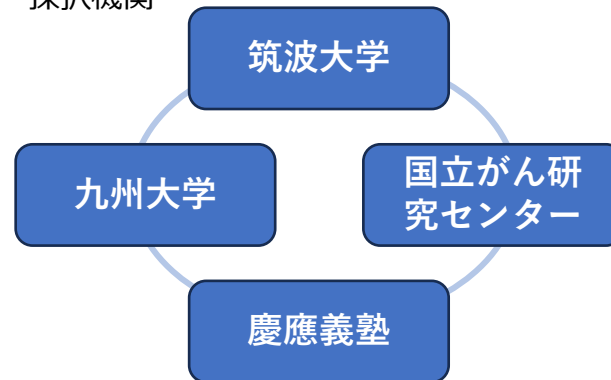 採択機関
筑波大学
九州大学
国立がん研
究センター
慶應義塾